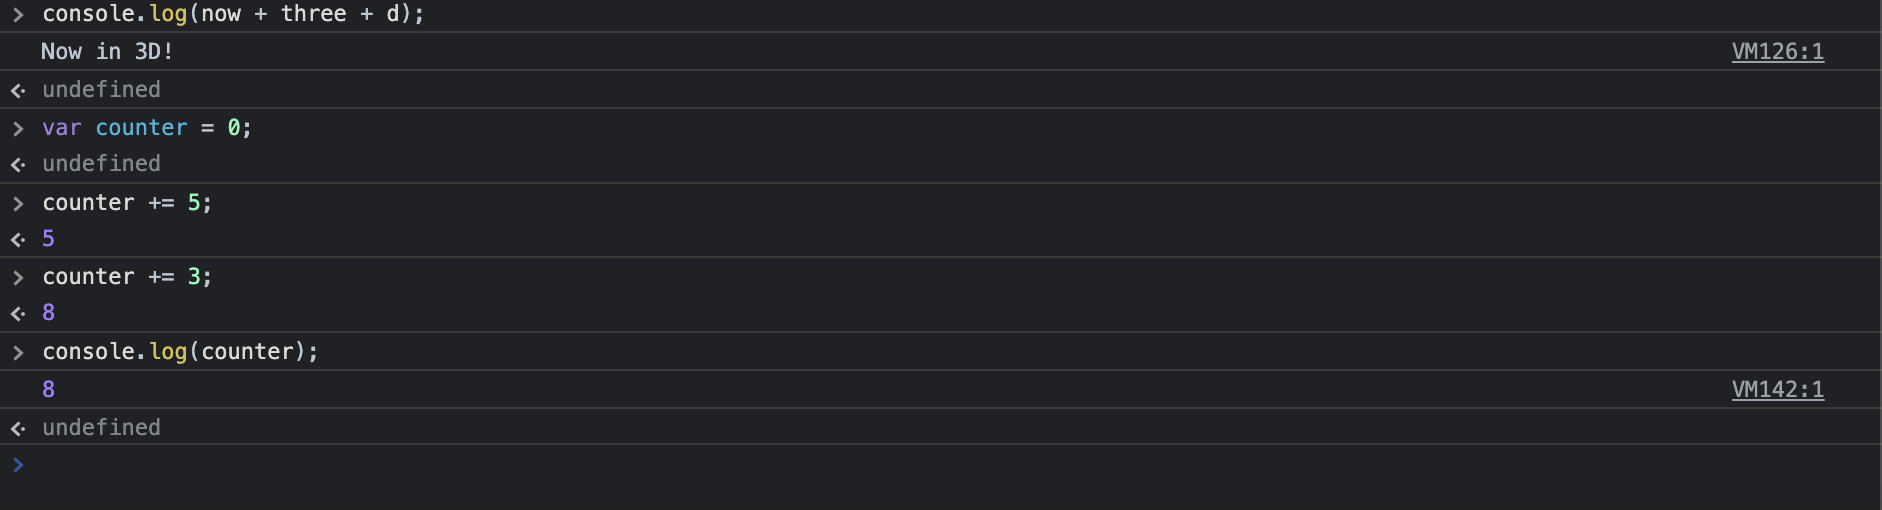 > console.log(now + three + d);
Now in 3D! VM126:1
undefined
> var counter = 0;
undefined
> counter += 5;
5
> counter += 3;
8
> console.log(counter);
8 VM142:1
undefined
>